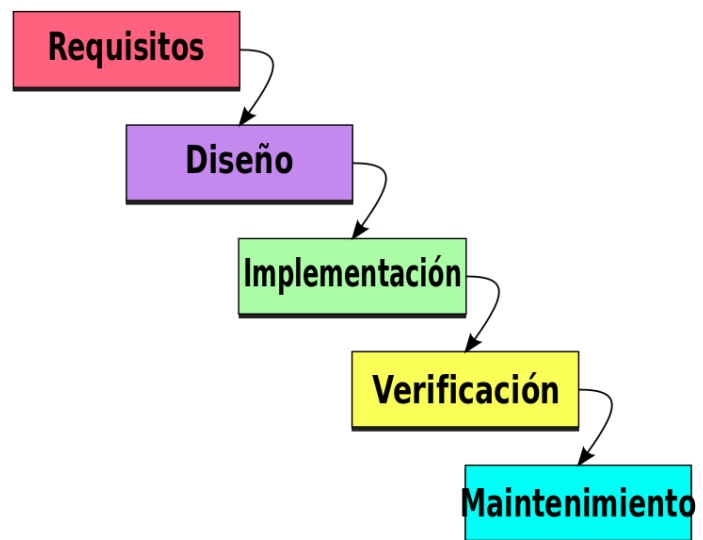 Requisitos
Diseño
Implementación
Verificación
Maintenimiento